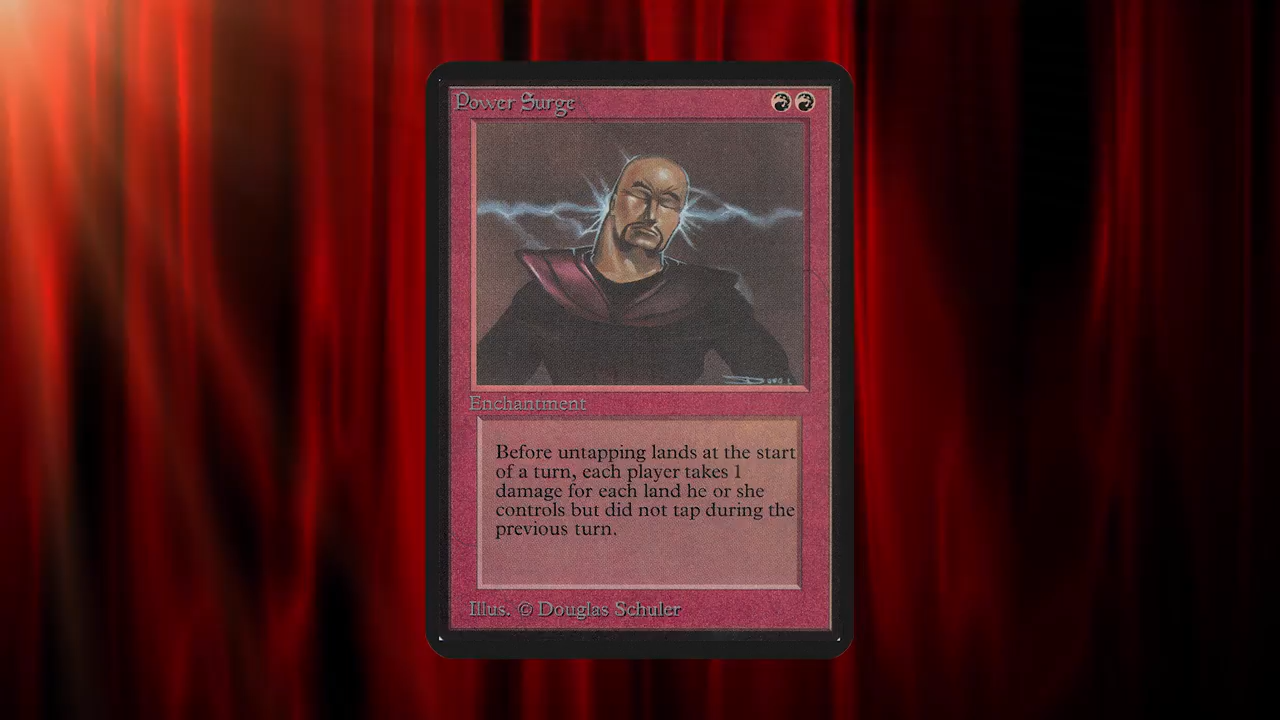 Power Surge
Enchantment
Before untapping lands at the start
of a turn, each player takes 1
damage for each land he or she
controls but did not tap during the
previous turn.
Illus. © Douglas Schuler